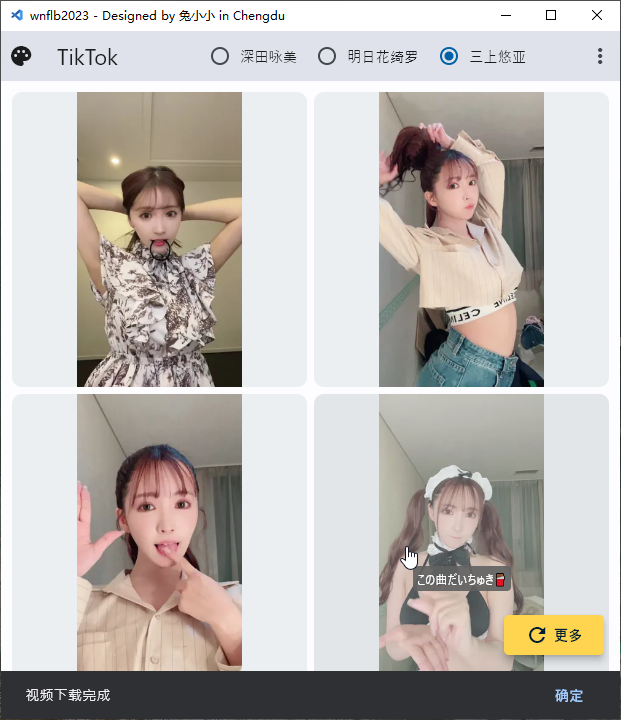 wnflb2023 - Designed by 兔小小 in Chengdu
TikTok
深田咏美
明日花绮罗
三上悠亚
CELINE
この曲だいちゅき
更多
视频下载完成
确定